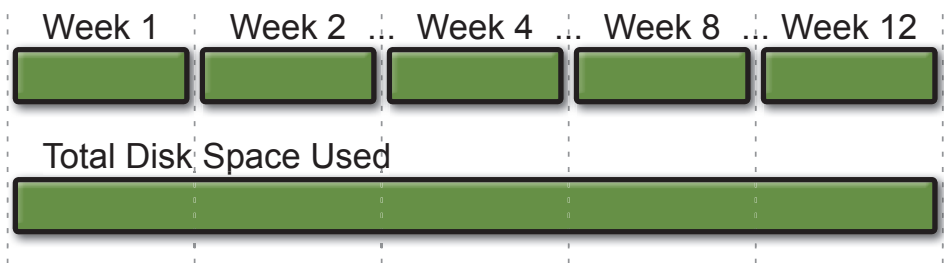 Week 1 Week 2 ... Week 4 ... Week 8 ... Week 12
Total Disk Space Used